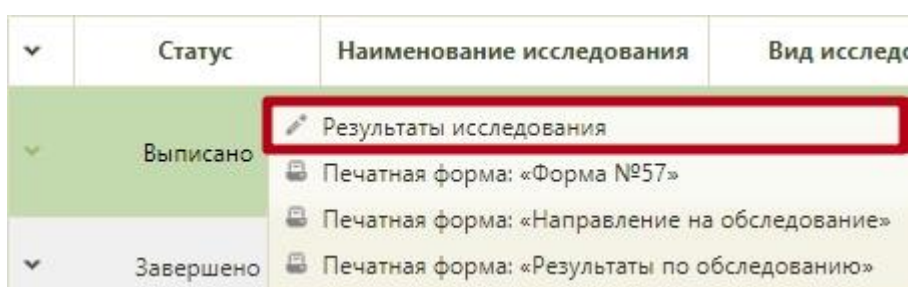 Статус Наименование исследования Вид исслед
Результаты исследования
Выписано
Печатная форма: «Форма №57»
Печатная форма: «Направление на обследование»
Завершено Печатная форма: «Результаты по обследованию»